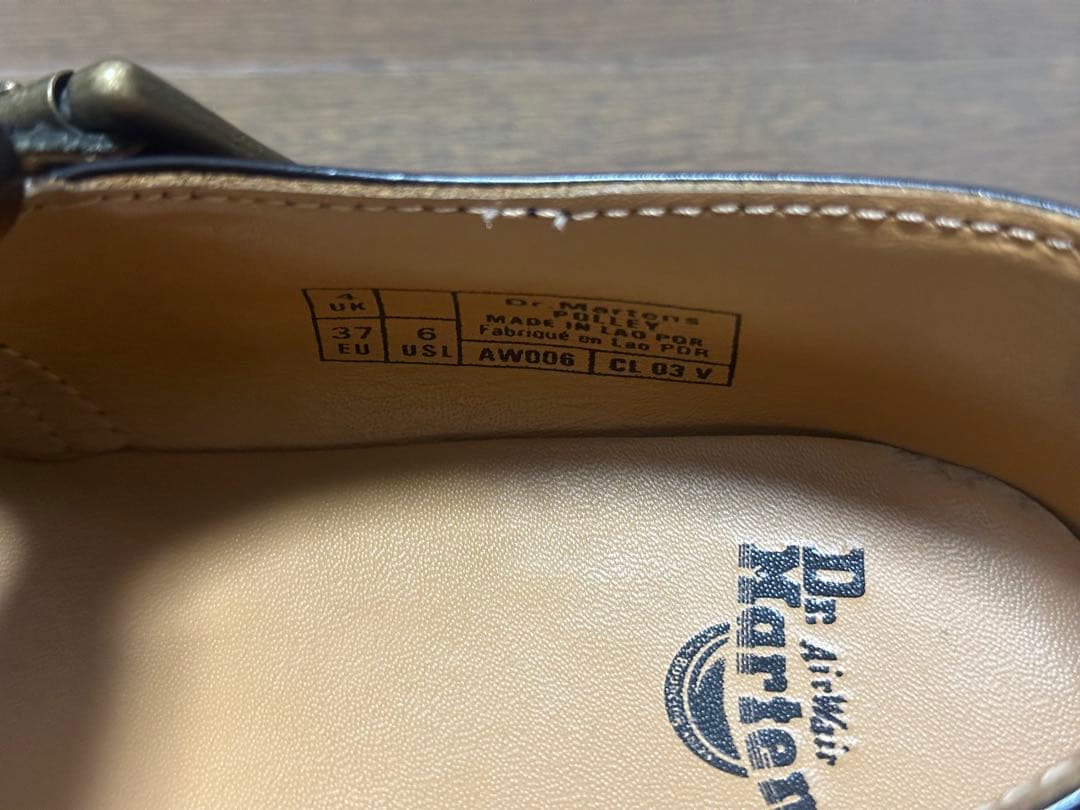 4
UK
37
EU
6
USL
Dr. Martens
POLLEY
MADE IN LAO PDR
Fabriqué en Lao PDR
AW006
CL 03 V
Dr. Marten
AirWair